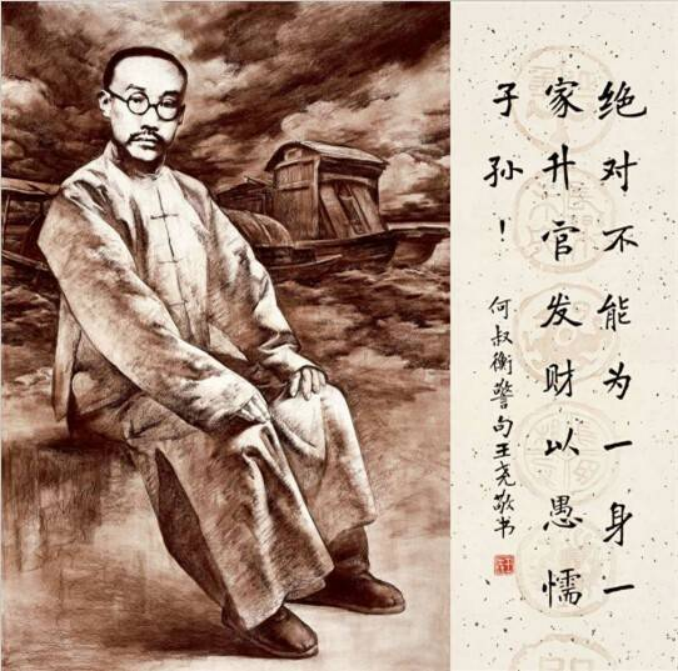 绝对不能为一身一
家升官发财以愚懦
子孙！
何叔衡警句王尧敬书